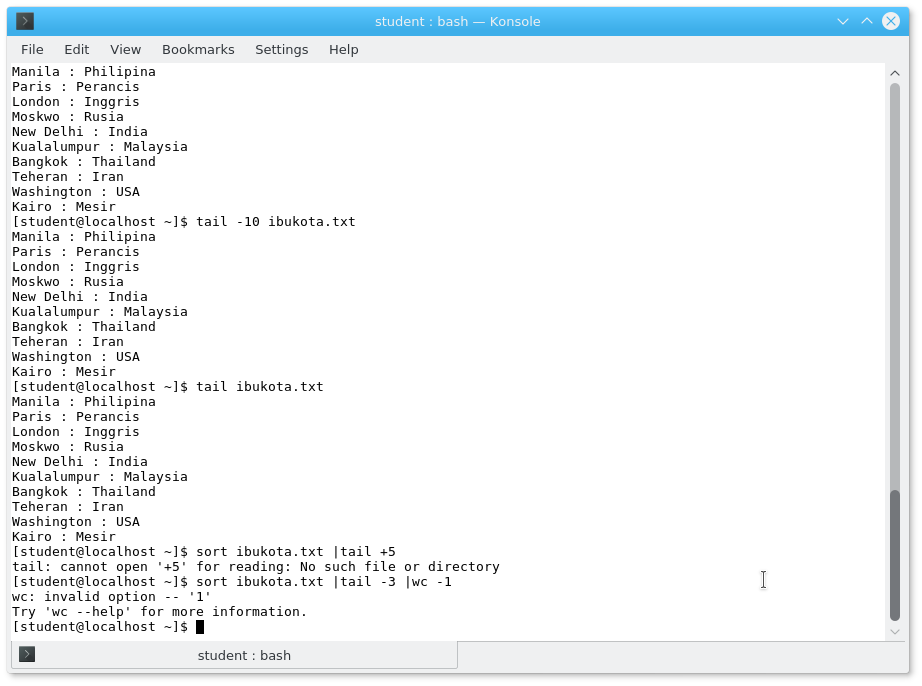 student : bash — Konsole
File Edit View Bookmarks Settings Help
Manila : Philipina
Paris : Perancis
London : Inggris
Moskwo : Rusia
New Delhi : India
Kualalumpur : Malaysia
Bangkok : Thailand
Teheran : Iran
Washington : USA
Kairo : Mesir
[student@localhost ~]$ tail -10 ibukota.txt
Manila : Philipina
Paris : Perancis
London : Inggris
Moskwo : Rusia
New Delhi : India
Kualalumpur : Malaysia
Bangkok : Thailand
Teheran : Iran
Washington : USA
Kairo : Mesir
[student@localhost ~]$ tail ibukota.txt
Manila : Philipina
Paris : Perancis
London : Inggris
Moskwo : Rusia
New Delhi : India
Kualalumpur : Malaysia
Bangkok : Thailand
Teheran : Iran
Washington : USA
Kairo : Mesir
[student@localhost ~]$ sort ibukota.txt |tail +5
tail: cannot open '+5' for reading: No such file or directory
[student@localhost ~]$ sort ibukota.txt |tail -3 |wc -1
wc: invalid option -- '1'
Try 'wc --help' for more information.
[student@localhost ~]$
student : bash